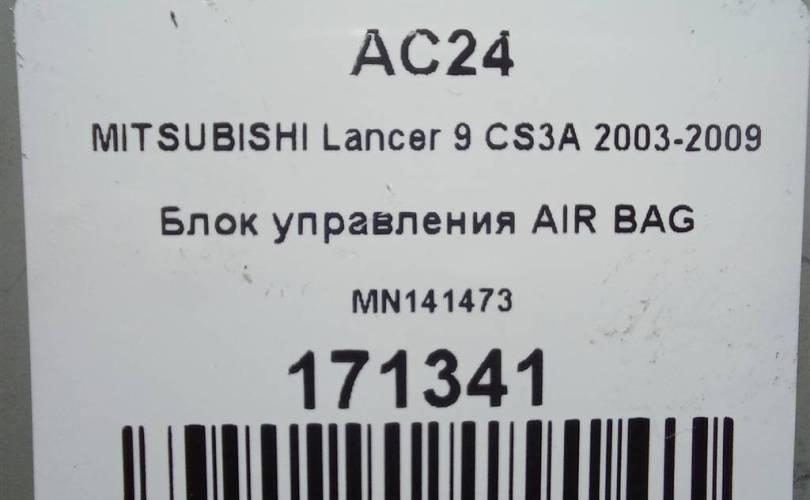 AC24
MITSUBISHI Lancer 9 CS3A 2003-2009
Блок управления AIR BAG
MN141473
171341